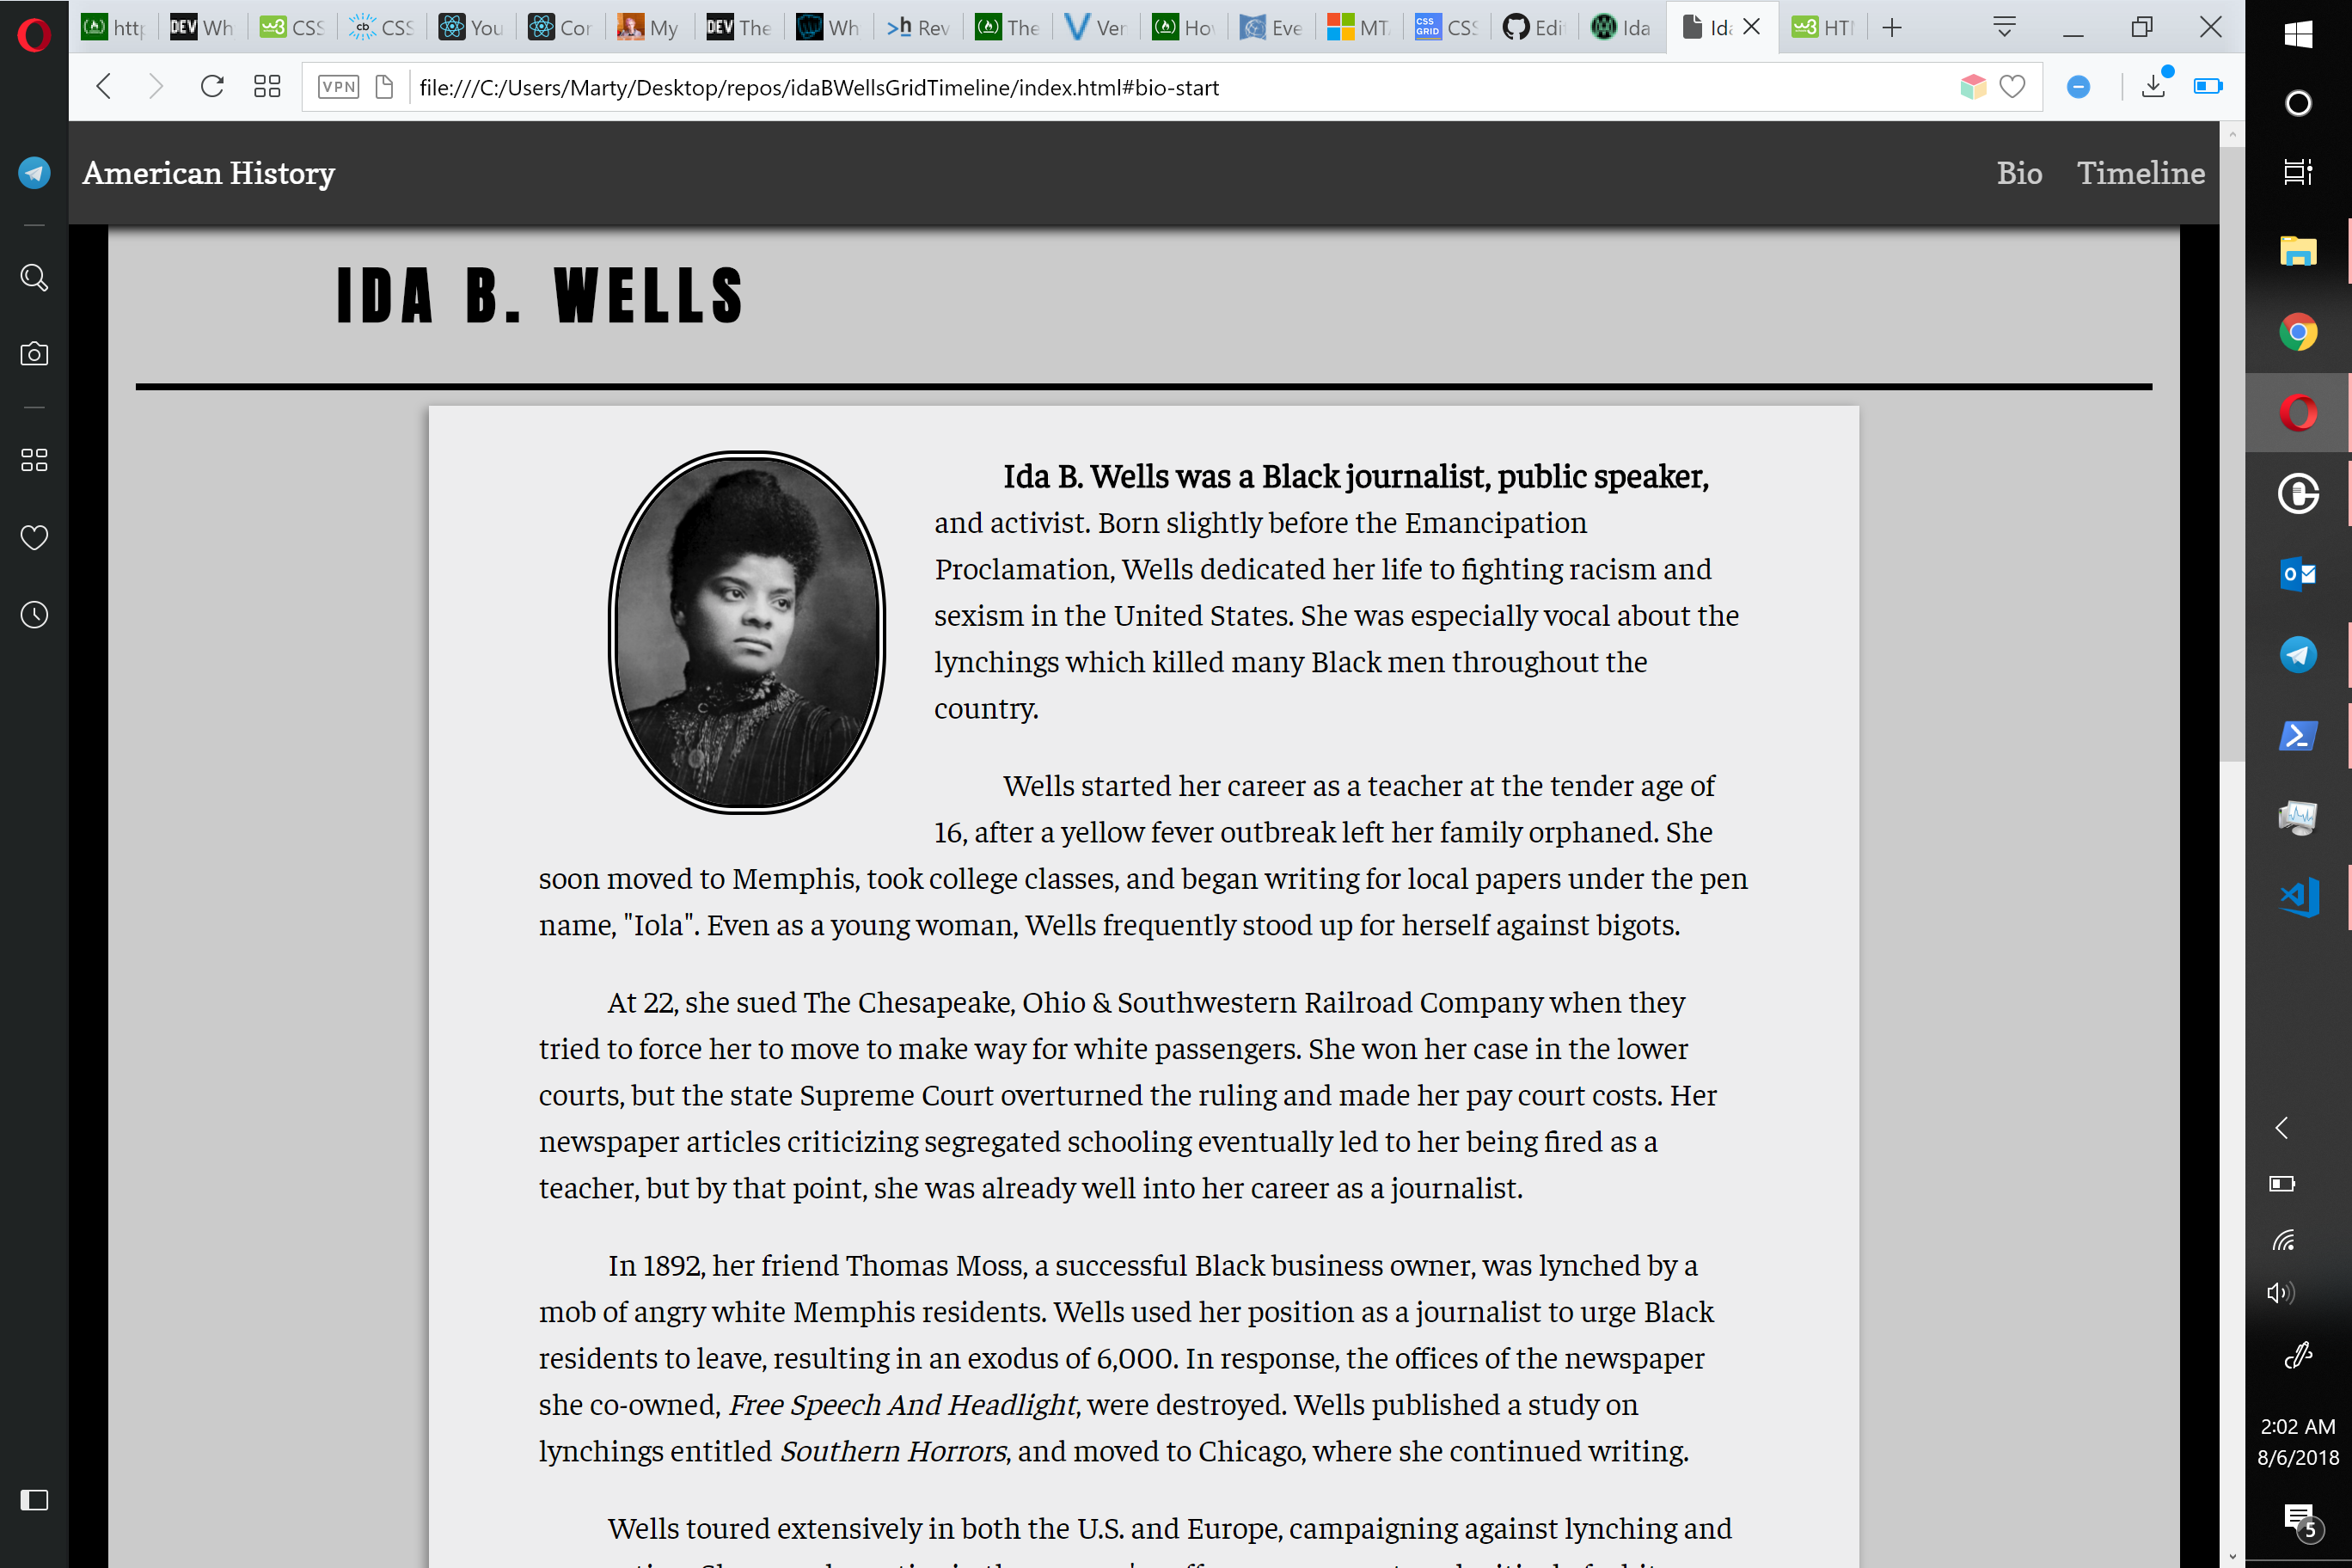 http
DEV Wh
w3 CSS
cb CSS
You
Cor
My
DEV The
Wh
>h Rev
The
Ver
Hov
Eve
MT
CSS GRID CSS
Edi
Ida
Ida
w3 HTM
VPN
file:///C:/Users/Marty/Desktop/repos/idaBWellsGridTimeline/index.html#bio-start
American History
Bio Timeline
IDA B. WELLS
Ida B. Wells was a Black journalist, public speaker,
and activist. Born slightly before the Emancipation
Proclamation, Wells dedicated her life to fighting racism and
sexism in the United States. She was especially vocal about the
lynchings which killed many Black men throughout the
country.
Wells started her career as a teacher at the tender age of
16, after a yellow fever outbreak left her family orphaned. She
soon moved to Memphis, took college classes, and began writing for local papers under the pen
name, "Iola". Even as a young woman, Wells frequently stood up for herself against bigots.
At 22, she sued The Chesapeake, Ohio & Southwestern Railroad Company when they
tried to force her to move to make way for white passengers. She won her case in the lower
courts, but the state Supreme Court overturned the ruling and made her pay court costs. Her
newspaper articles criticizing segregated schooling eventually led to her being fired as a
teacher, but by that point, she was already well into her career as a journalist.
In 1892, her friend Thomas Moss, a successful Black business owner, was lynched by a
mob of angry white Memphis residents. Wells used her position as a journalist to urge Black
residents to leave, resulting in an exodus of 6,000. In response, the offices of the newspaper
she co-owned, Free Speech And Headlight, were destroyed. Wells published a study on
lynchings entitled Southern Horrors, and moved to Chicago, where she continued writing.
Wells toured extensively in both the U.S. and Europe, campaigning against lynching and
2:02 AM
8/6/2018
5